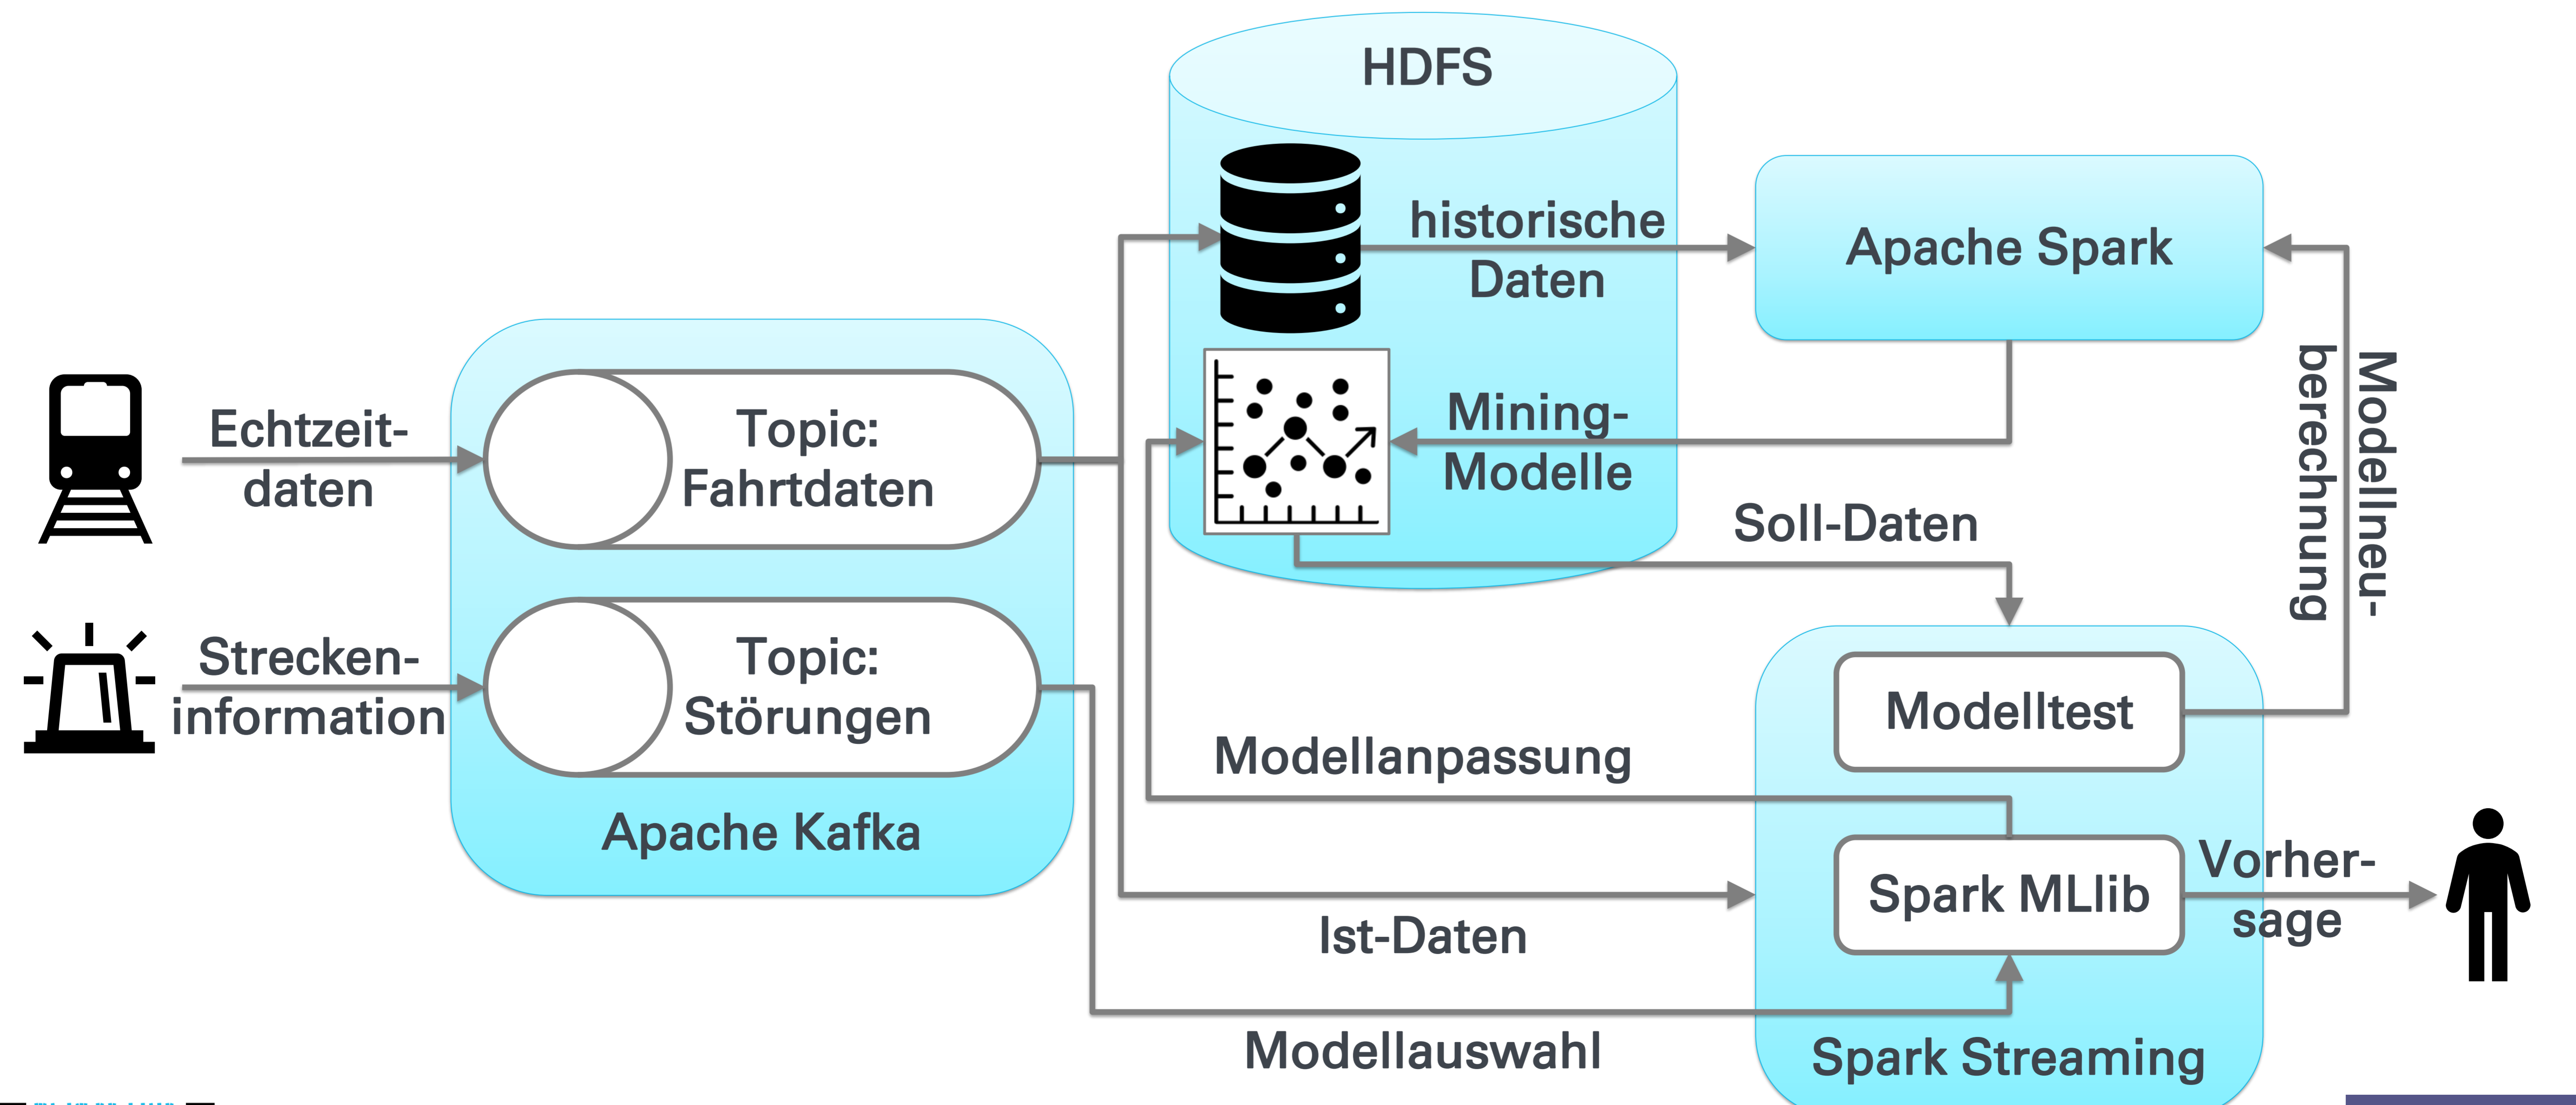 HDFS
historische
Daten
Apache Spark
Modellneu-
berechnung
Echtzeit-
daten
Topic:
Fahrtdaten
Mining-
Modelle
Soll-Daten
Strecken-
information
Topic:
Störungen
Apache Kafka
Modelltest
Modellanpassung
Spark MLlib
Vorher-
sage
Ist-Daten
Modellauswahl
Spark Streaming